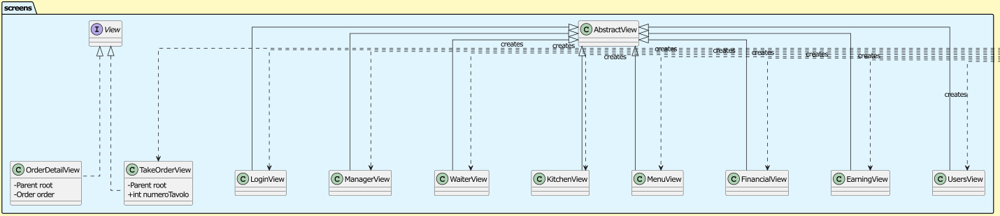 screens
I View
C AbstractView
creates
creates
creates
creates
creates
creates
creates
creates
creates
C OrderDetailView
-Parent root
-Order order
C TakeOrderView
-Parent root
+int numeroTavolo
C LoginView
C ManagerView
C WaiterView
C KitchenView
C MenuView
C FinancialView
C EarningView
C UsersView